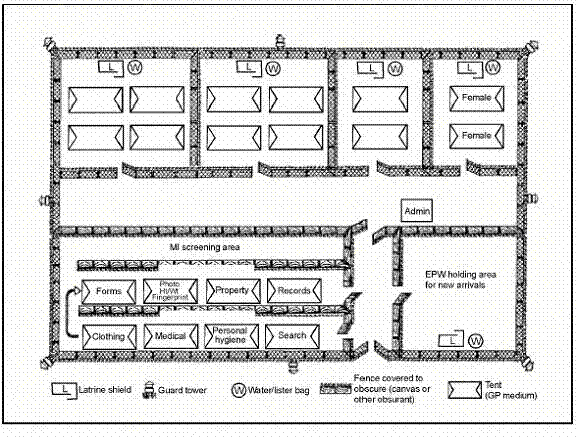 L W L W L W L W
Female
Female
Admin
MI screening area
EPW holding area
for new arrivals
Forms
Photo
Ht/Wt
Fingerprint
Property
Records
Clothing
Medical
Personal
hygiene
Search
L W
L Latrine shield
Guard tower
W Water/lister bag
Fence covered to
obscure (canvas or
other obsurant)
Tent
(GP medium)